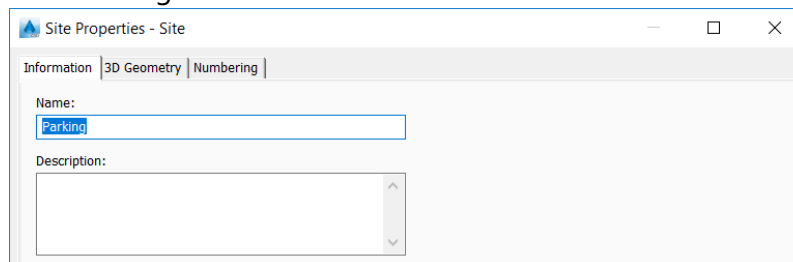 Site Properties - Site
Information 3D Geometry Numbering
Name:
Parking
Description: